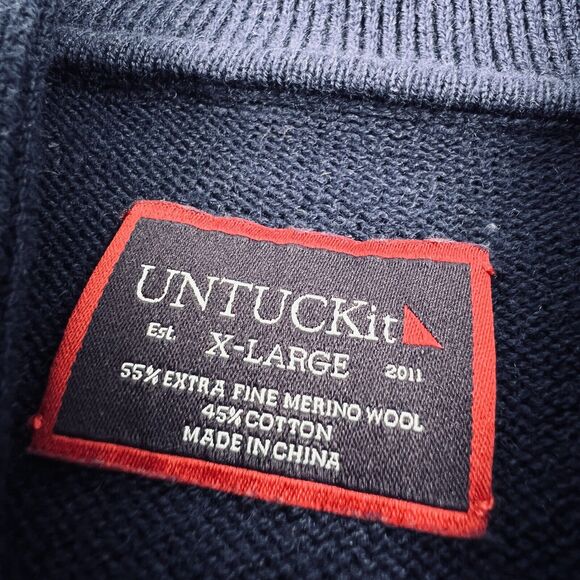 UNTUCKit
Est. X-LARGE 2011
55% EXTRA FINE MERINO WOOL
45% COTTON
MADE IN CHINA